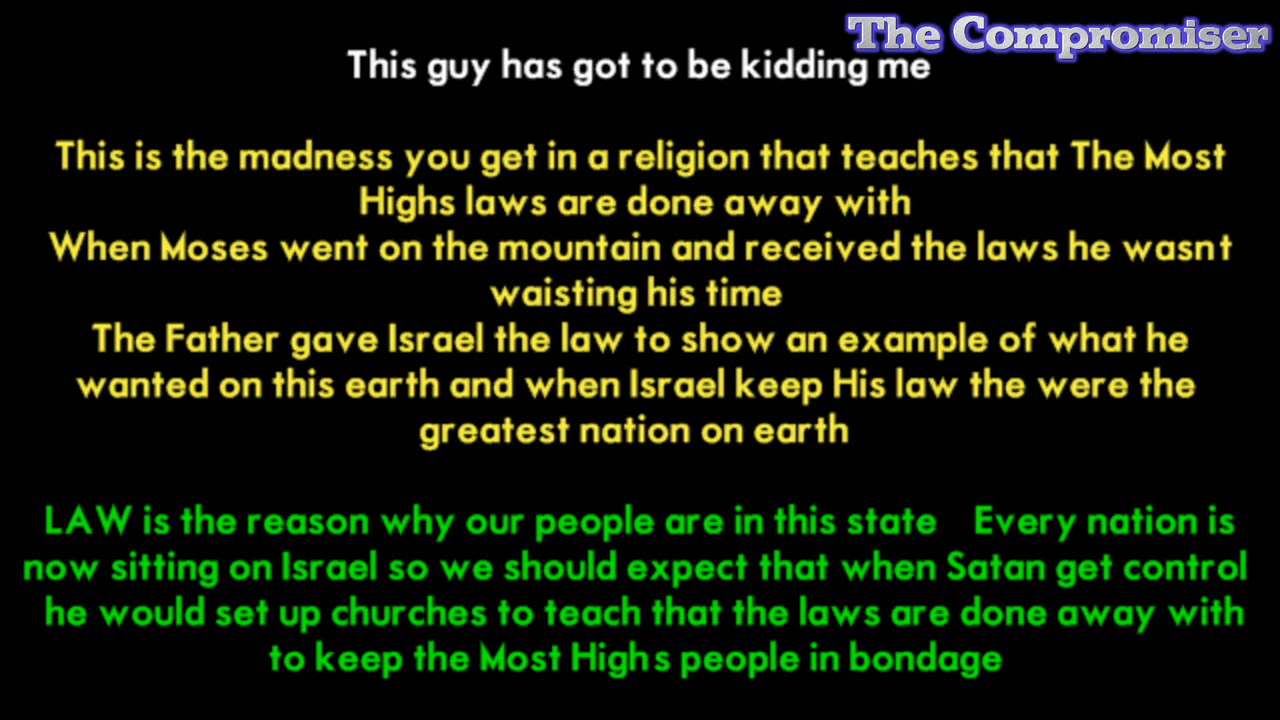 The Compromiser
This guy has got to be kidding me
This is the madness you get in a religion that teaches that The Most
Highs laws are done away with
When Moses went on the mountain and received the laws he wasnt
waisting his time
The Father gave Israel the law to show an example of what he
wanted on this earth and when Israel keep His law the were the
greatest nation on earth
LAW is the reason why our people are in this state Every nation is
now sitting on Israel so we should expect that when Satan get control
he would set up churches to teach that the laws are done away with
to keep the Most Highs people in bondage